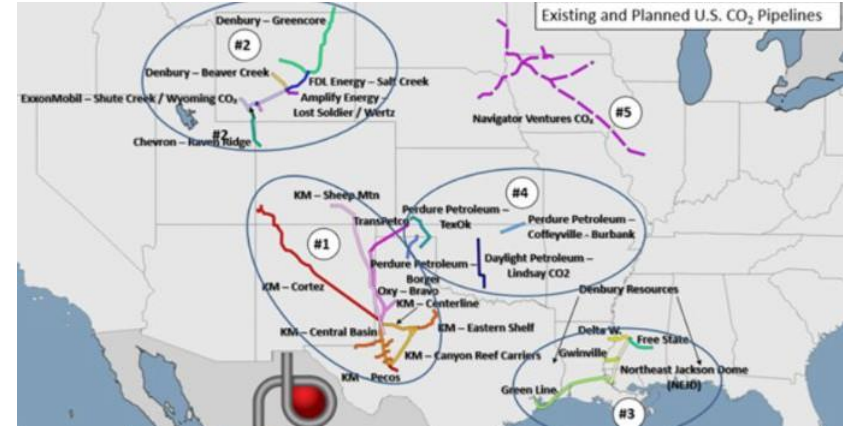 Existing and Planned U.S. CO₂ Pipelines
Denbury – Greencore
#2
Denbury – Beaver Creek
FDL Energy – Salt Creek
ExxonMobil – Shute Creek / Wyoming CO₂
Amplify Energy –
Lost Soldier / Wertz
#2
Chevron – Raven Ridge
Navigator Ventures CO₂
#5
#4
KM – Sheep Mtn
Perdure Petroleum –
TexOk
TransPetco
Perdure Petroleum –
Coffeyville - Burbank
#1
Perdure Petroleum –
Borger
Daylight Petroleum –
Lindsay CO2
KM – Cortez
Oxy – Bravo
Denbury Resources
KM – Centerline
KM – Central Basin
KM – Eastern Shelf
Delta W.
Free State
KM – Canyon Reef Carriers
Gwinville
Northeast Jackson Dome
(NEJD)
KM – Pecos
Green Line
#3